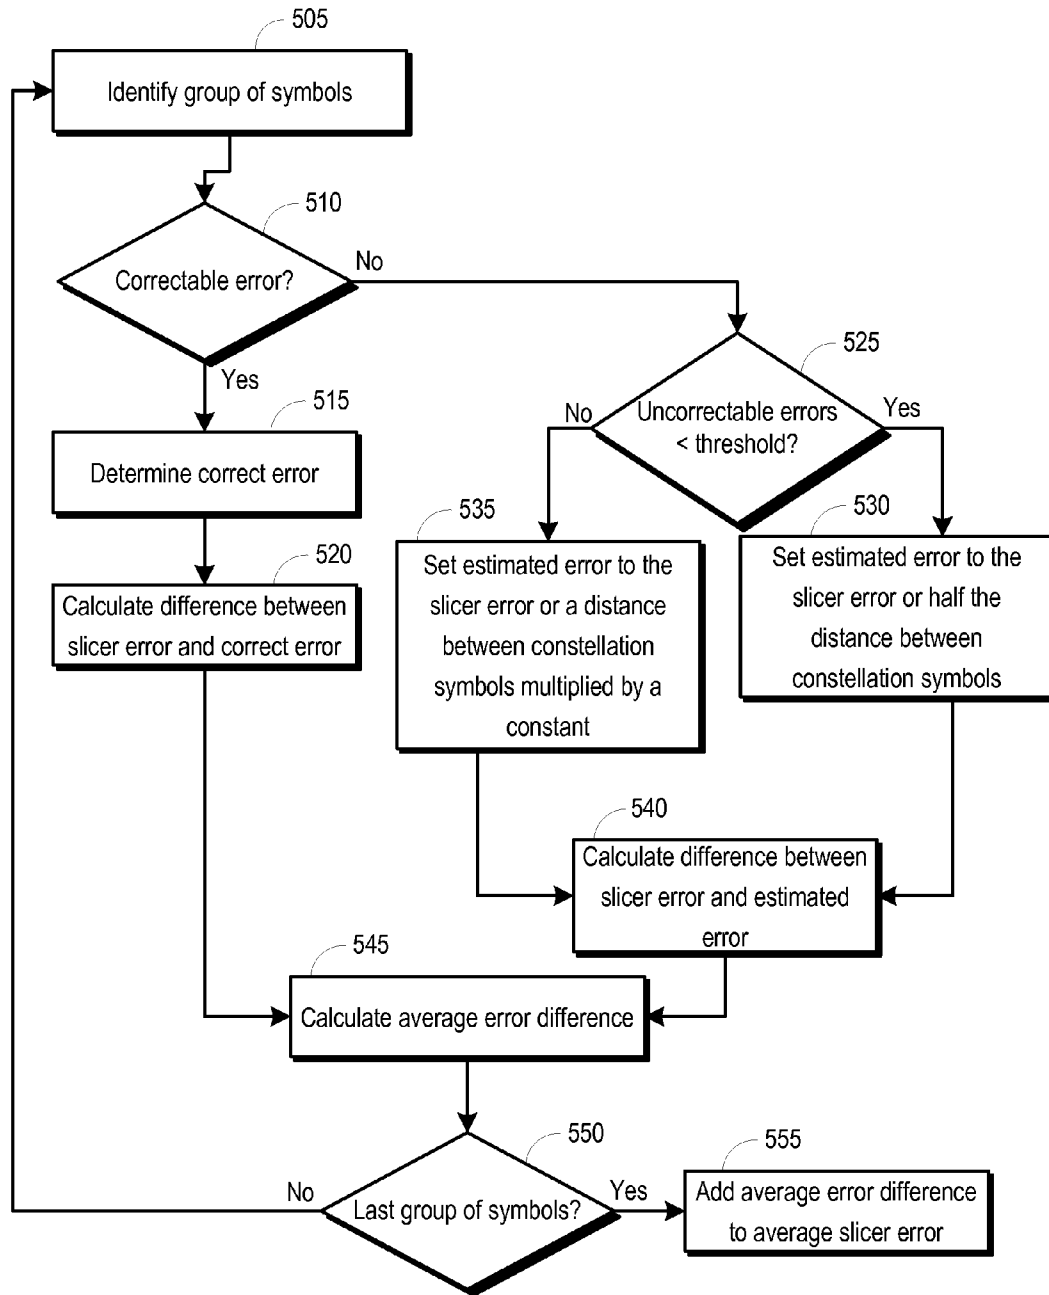 505
Identify group of symbols
510
Correctable error?
No
Yes
515
Determine correct error
520
Calculate difference between
slicer error and correct error
525
Uncorrectable errors
< threshold?
No
Yes
535
Set estimated error to the
slicer error or a distance
between constellation
symbols multiplied by a
constant
530
Set estimated error to the
slicer error or half the
distance between
constellation symbols
540
Calculate difference between
slicer error and estimated
error
545
Calculate average error difference
550
Last group of symbols?
No
Yes
555
Add average error difference
to average slicer error